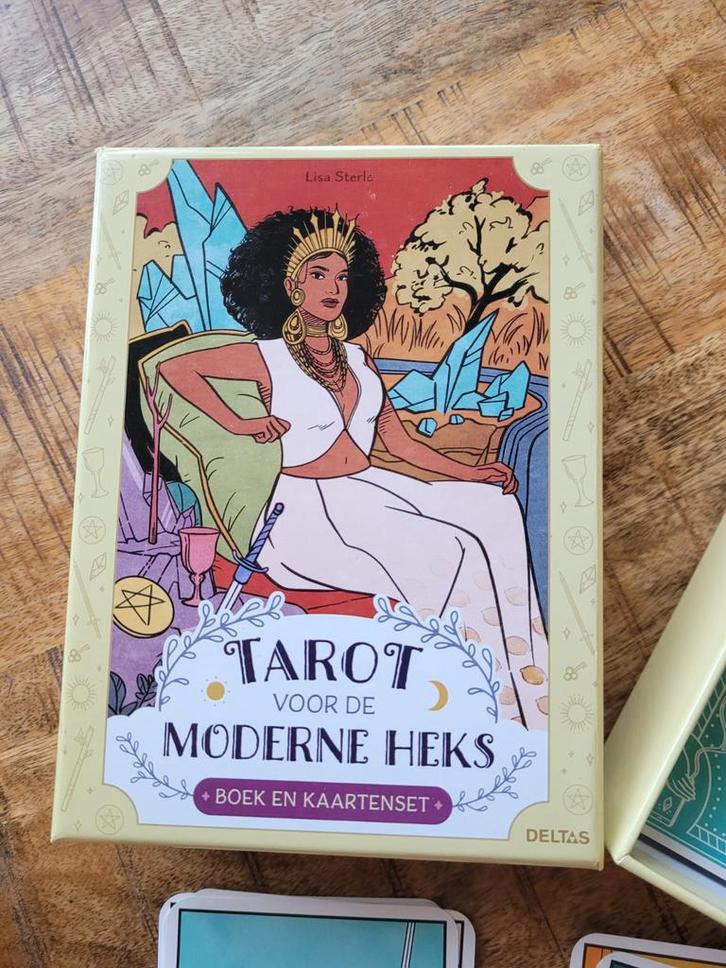 Lisa Sterle
TAROT
VOOR DE
MODERNE HEKS
BOEK EN KAARTENSET
DELTAS